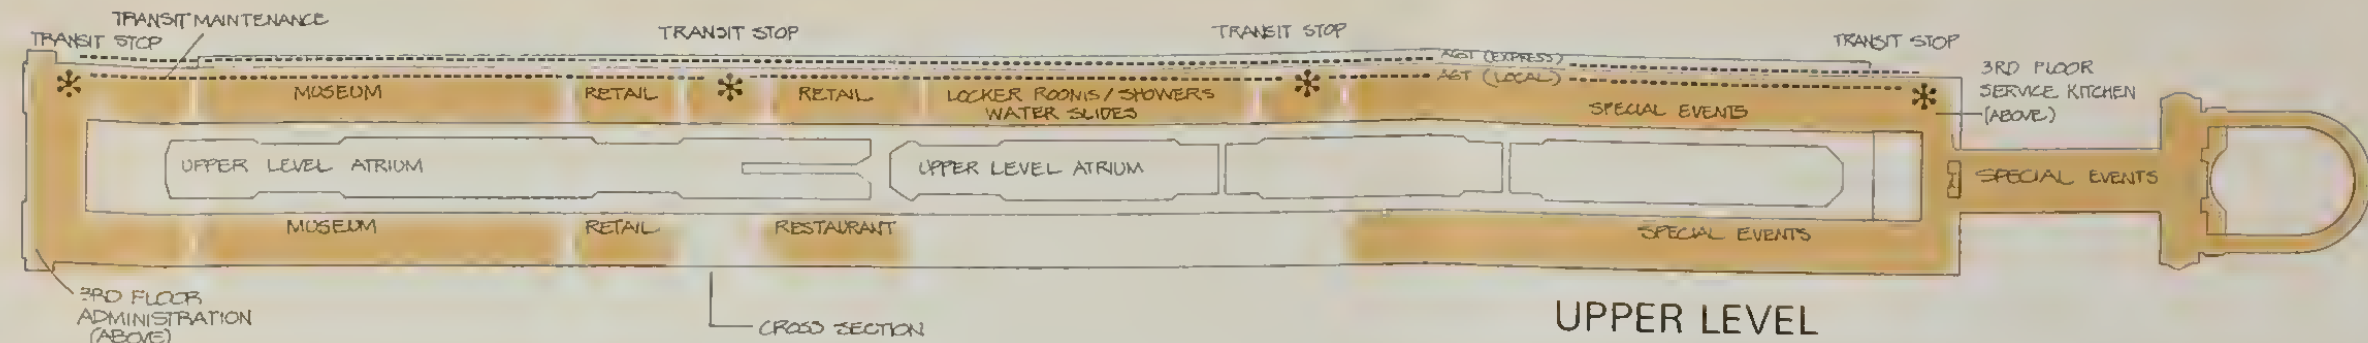 TRANSIT MAINTENANCE
TRANSIT STOP
TRANSIT STOP
TRANSIT STOP
TRANSIT STOP
AGT (EXPRESS)
AGT (LOCAL)
3RD FLOOR
SERVICE KITCHEN
(ABOVE)
MUSEUM
RETAIL
RETAIL
LOCKER ROOMS / SHOWERS
WATER SLIDES
SPECIAL EVENTS
UPPER LEVEL ATRIUM
UPPER LEVEL ATRIUM
SPECIAL EVENTS
MUSEUM
RETAIL
RESTAURANT
SPECIAL EVENTS
3RD FLOOR
ADMINISTRATION
(ABOVE)
CROSS SECTION
UPPER LEVEL